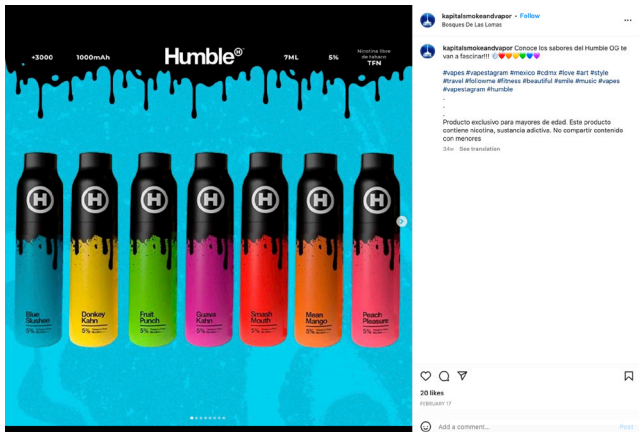 +3000
1000mAh
Humble
7ML
5%
Nicotina libre
de tabaco
TFN
H
H
H
H
H
H
H
Blue
Slushee
5%
Donkey
Kahn
5%
Fruit
Punch
5%
Guava
Kahn
5%
Smash
Mouth
5%
Mean
Mango
5%
Peach
Pleasure
5%
kapitalsmokeandvapor • Follow
Bosques De Las Lomas
kapitalsmokeandvapor Conoce los sabores del Humble OG te
van a fascinar!!!
#vapes #vapestagram #mexico #cdmx #love #art #style
#travel #followme #fitness #beautiful #smile #music #vapes
#vapestagram #humble
.
.
.
Producto exclusivo para mayores de edad. Este producto
contiene nicotina, sustancia adictiva. No compartir contenido
con menores
34w See translation
20 likes
FEBRUARY 17
Add a comment...
Post